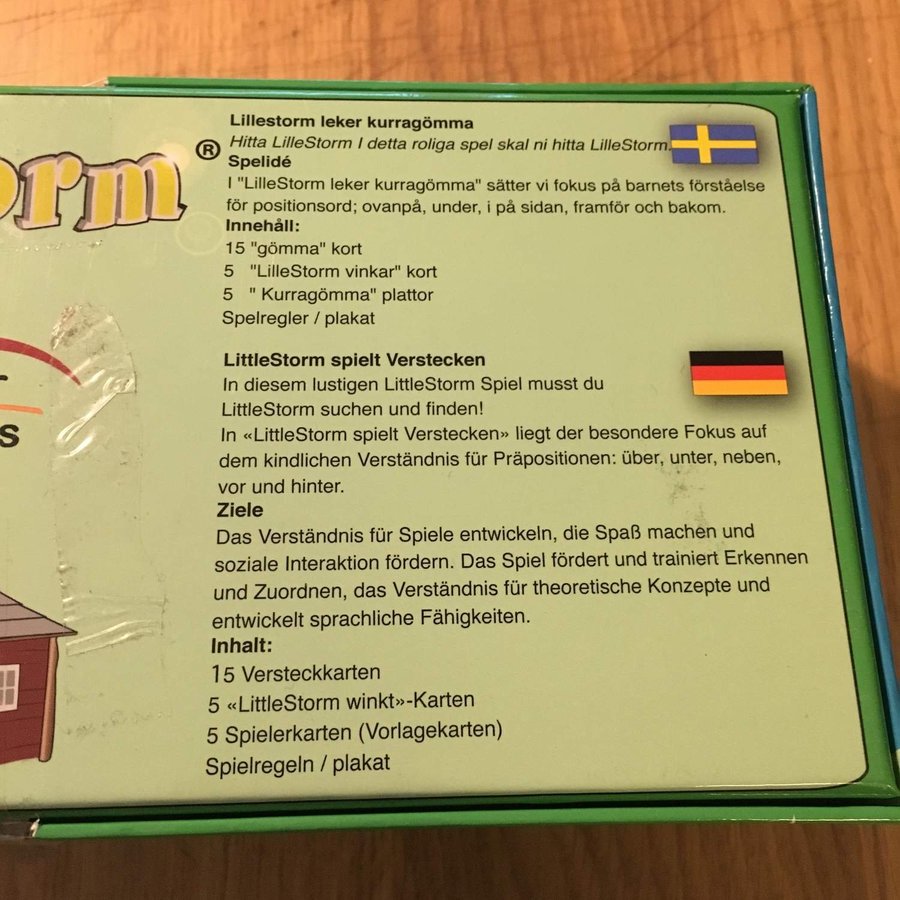 orm®
s
Lillestorm leker kurragömma
Hitta LilleStorm I detta roliga spel skal ni hitta LilleStorm.
Spelidé
I "LilleStorm leker kurragömma" sätter vi fokus på barnets förståelse
för positionsord; ovanpå, under, i på sidan, framför och bakom.
Innehåll:
15 "gömma" kort
5 "LilleStorm vinkar" kort
5 " Kurragömma" plattor
Spelregler / plakat
LittleStorm spielt Verstecken
In diesem lustigen LittleStorm Spiel musst du
LittleStorm suchen und finden!
In «LittleStorm spielt Verstecken» liegt der besondere Fokus auf
dem kindlichen Verständnis für Präpositionen: über, unter, neben,
vor und hinter.
Ziele
Das Verständnis für Spiele entwickeln, die Spaß machen und
soziale Interaktion fördern. Das Spiel fördert und trainiert Erkennen
und Zuordnen, das Verständnis für theoretische Konzepte und
entwickelt sprachliche Fähigkeiten.
Inhalt:
15 Versteckkarten
5 «LittleStorm winkt»-Karten
5 Spielerkarten (Vorlagekarten)
Spielregeln / plakat